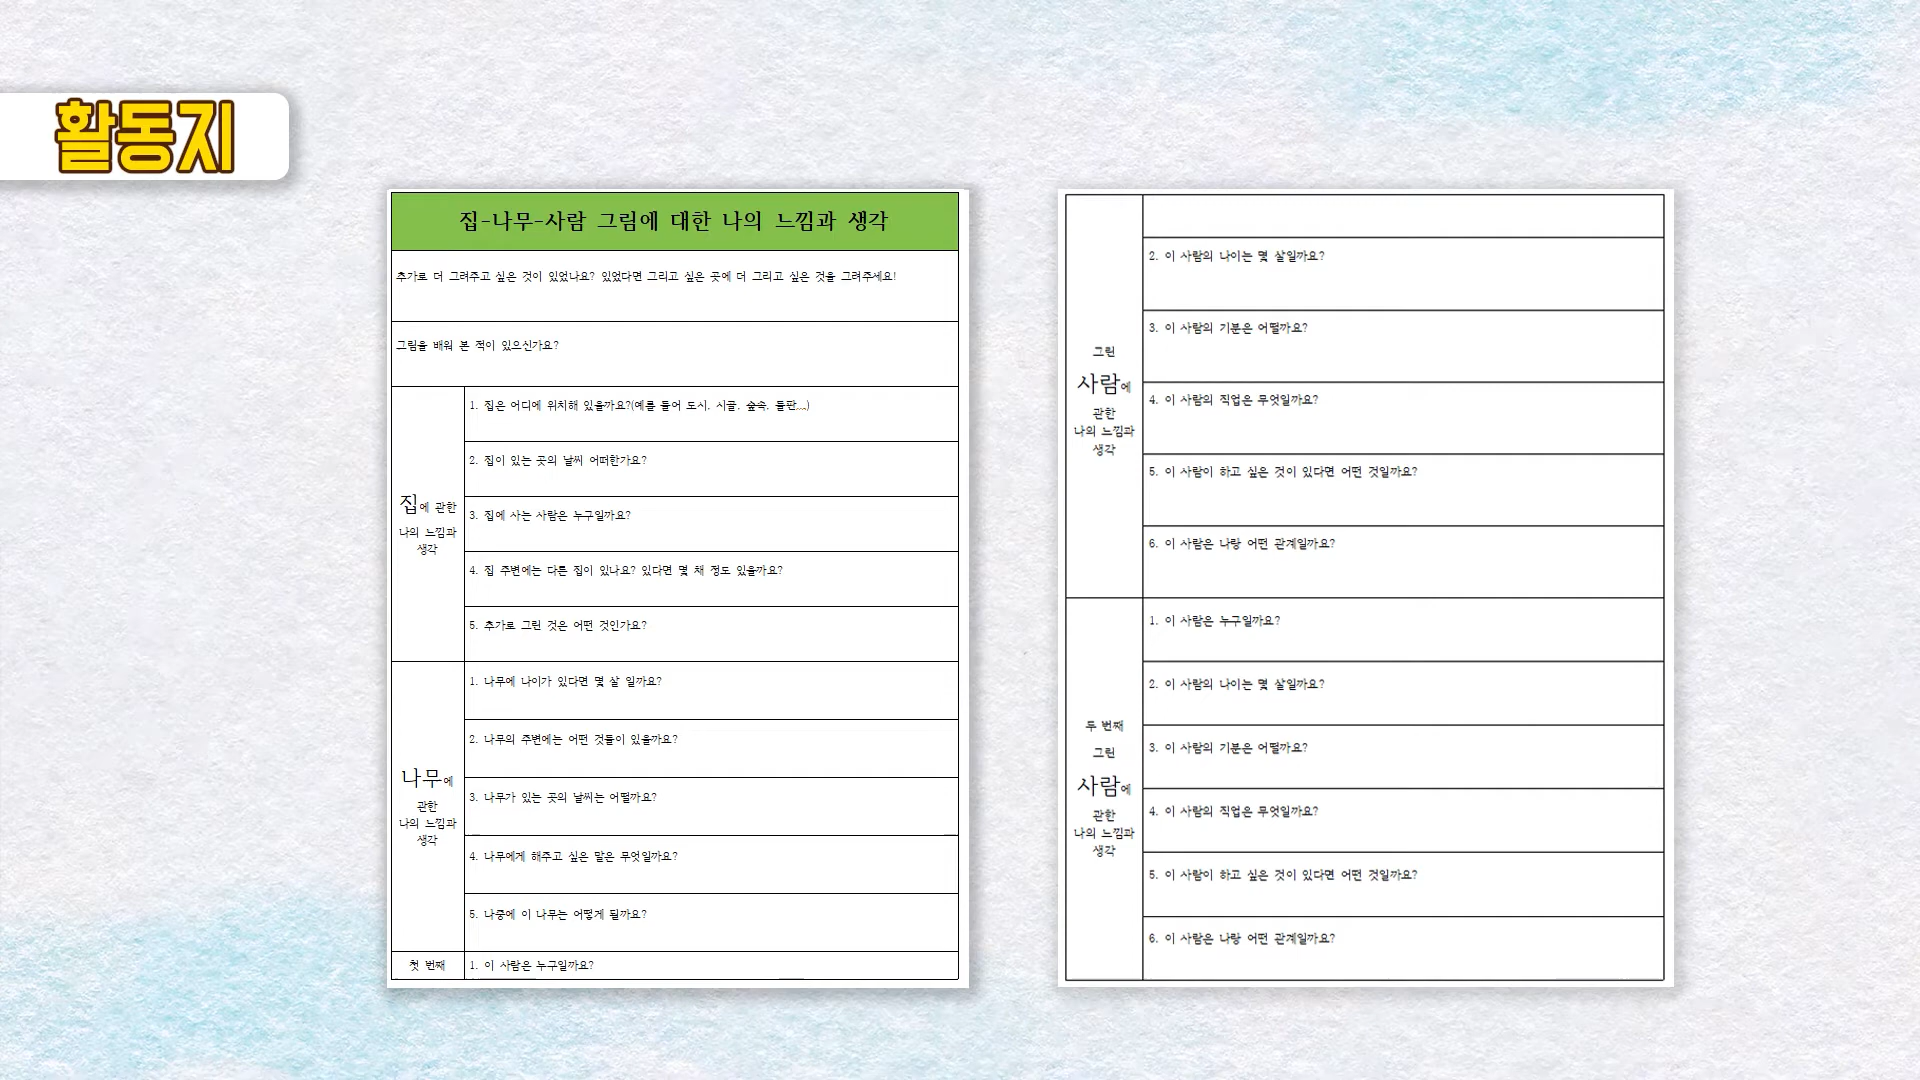 활동지
집-나무-사람 그림에 대한 나의 느낌과 생각
추가로 더 그려주고 싶은 것이 있었나요? 있었다면 그리고 싶은 곳에 더 그리고 싶은 것을 그려주세요!
그림을 배워 본 적이 있으신가요?
집에 관한
나의 느낌과
생각
1. 집은 어디에 위치해 있을까요?(예를 들어 도시, 시골, 숲속, 들판...)
2. 집이 있는 곳의 날씨 어떠한가요?
3. 집에 사는 사람은 누구일까요?
4. 집 주변에는 다른 집이 있나요? 있다면 몇 채 정도 있을까요?
5. 추가로 그린 것은 어떤 것인가요?
나무에
관한
나의 느낌과
생각
1. 나무에 나이가 있다면 몇 살 일까요?
2. 나무의 주변에는 어떤 것들이 있을까요?
3. 나무가 있는 곳의 날씨는 어떨까요?
4. 나무에게 해주고 싶은 말은 무엇일까요?
5. 나중에 이 나무는 어떻게 될까요?
첫 번째
1. 이 사람은 누구일까요?
그린
사람에
관한
나의 느낌과
생각
2. 이 사람의 나이는 몇 살일까요?
3. 이 사람의 기분은 어떨까요?
4. 이 사람의 직업은 무엇일까요?
5. 이 사람이 하고 싶은 것이 있다면 어떤 것일까요?
6. 이 사람은 나랑 어떤 관계일까요?
두 번째
그린
사람에
관한
나의 느낌과
생각
1. 이 사람은 누구일까요?
2. 이 사람의 나이는 몇 살일까요?
3. 이 사람의 기분은 어떨까요?
4. 이 사람의 직업은 무엇일까요?
5. 이 사람이 하고 싶은 것이 있다면 어떤 것일까요?
6. 이 사람은 나랑 어떤 관계일까요?